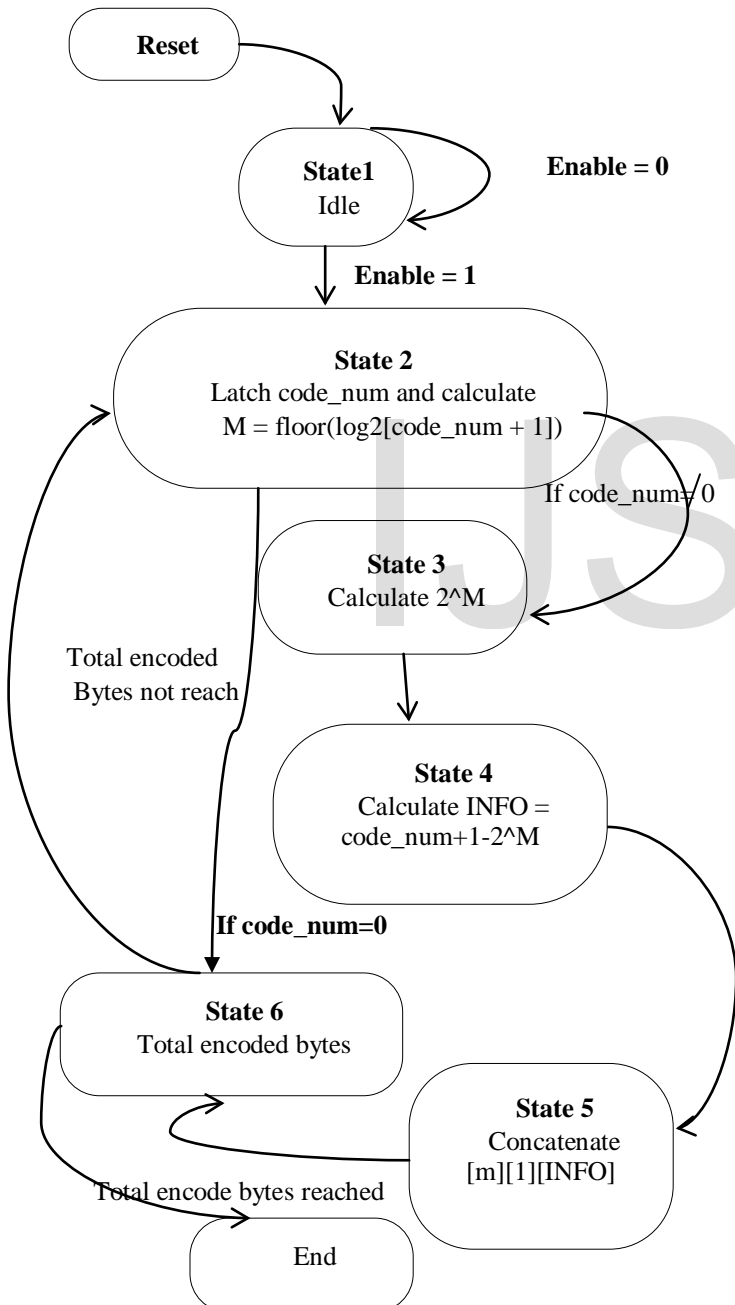 Reset
State1
Idle
Enable = 0
Enable = 1
State 2
Latch code_num and calculate
M = floor(log2[code_num + 1])
If code_num≠0
State 3
Calculate 2^M
Total encoded
Bytes not reach
State 4
Calculate INFO =
code_num+1-2^M
If code_num=0
State 6
Total encoded bytes
State 5
Concatenate
[m][1][INFO]
Total encode bytes reached
End
IJS